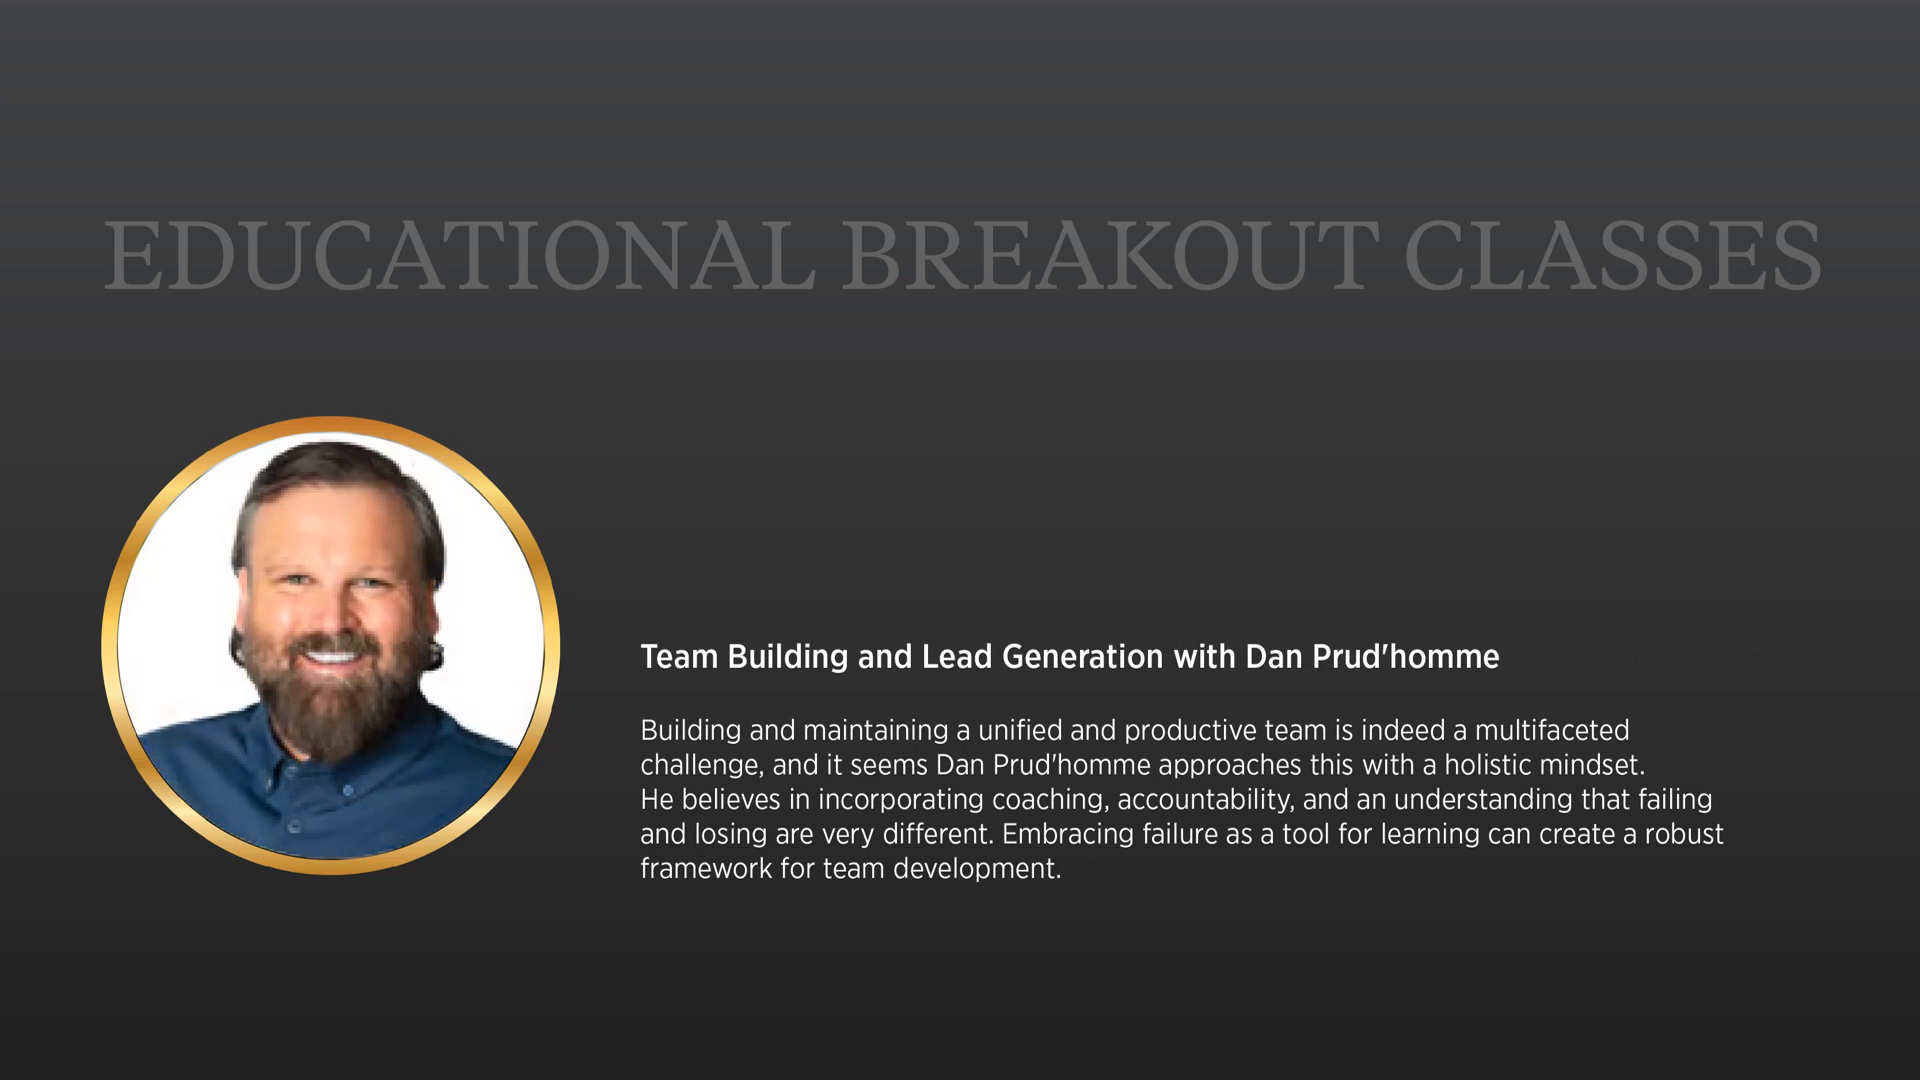 EDUCATIONAL BREAKOUT CLASSES
Team Building and Lead Generation with Dan Prud'homme
Building and maintaining a unified and productive team is indeed a multifaceted
challenge, and it seems Dan Prud'homme approaches this with a holistic mindset.
He believes in incorporating coaching, accountability, and an understanding that failing
and losing are very different. Embracing failure as a tool for learning can create a robust
framework for team development.